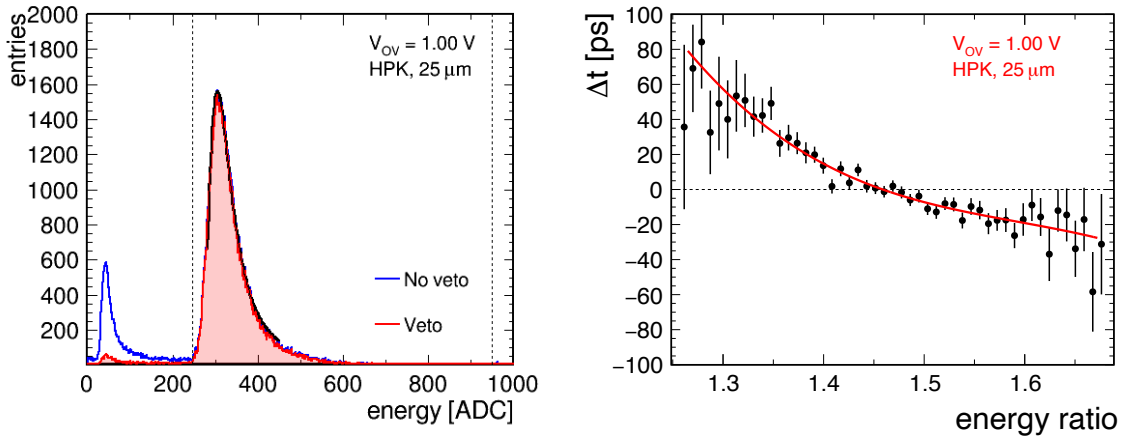 entries
2000
1800
1600
1400
1200
1000
800
600
400
200
V_OV = 1.00 V
HPK, 25 μm
No veto
Veto
0 200 400 600 800 1000
energy [ADC]
Δt [ps]
100
80
60
40
20
0
−20
−40
−60
−80
−100
V_OV = 1.00 V
HPK, 25 μm
1.3 1.4 1.5 1.6
energy ratio